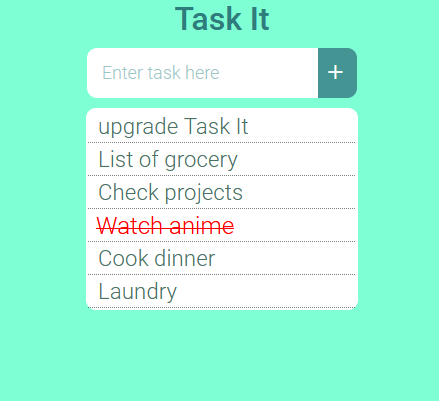 Task It
Enter task here
+
upgrade Task It
List of grocery
Check projects
Watch anime
Cook dinner
Laundry